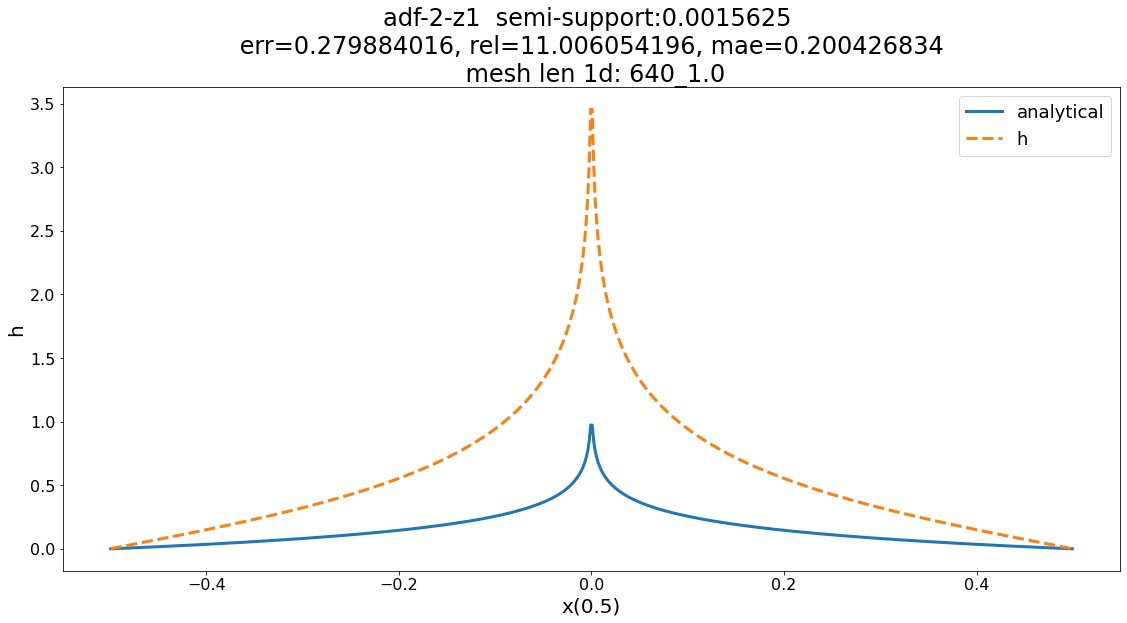 adf-2-z1  semi-support:0.0015625
err=0.279884016, rel=11.006054196, mae=0.200426834
mesh len 1d: 640_1.0
analytical
h
3.5
3.0
2.5
2.0
1.5
1.0
0.5
0.0
h
−0.4
−0.2
0.0
0.2
0.4
x(0.5)